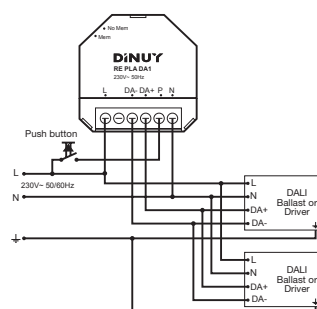 No Mem
Mem
DiNUY
RE PLA DA1
230V~ 50Hz
L DA- DA+ P N
Push button
L
230V~ 50/60Hz
N
L
N
DA+
DA-
DALI
Ballast or
Driver
L
N
DA+
DA-
DALI
Ballast or
Driver